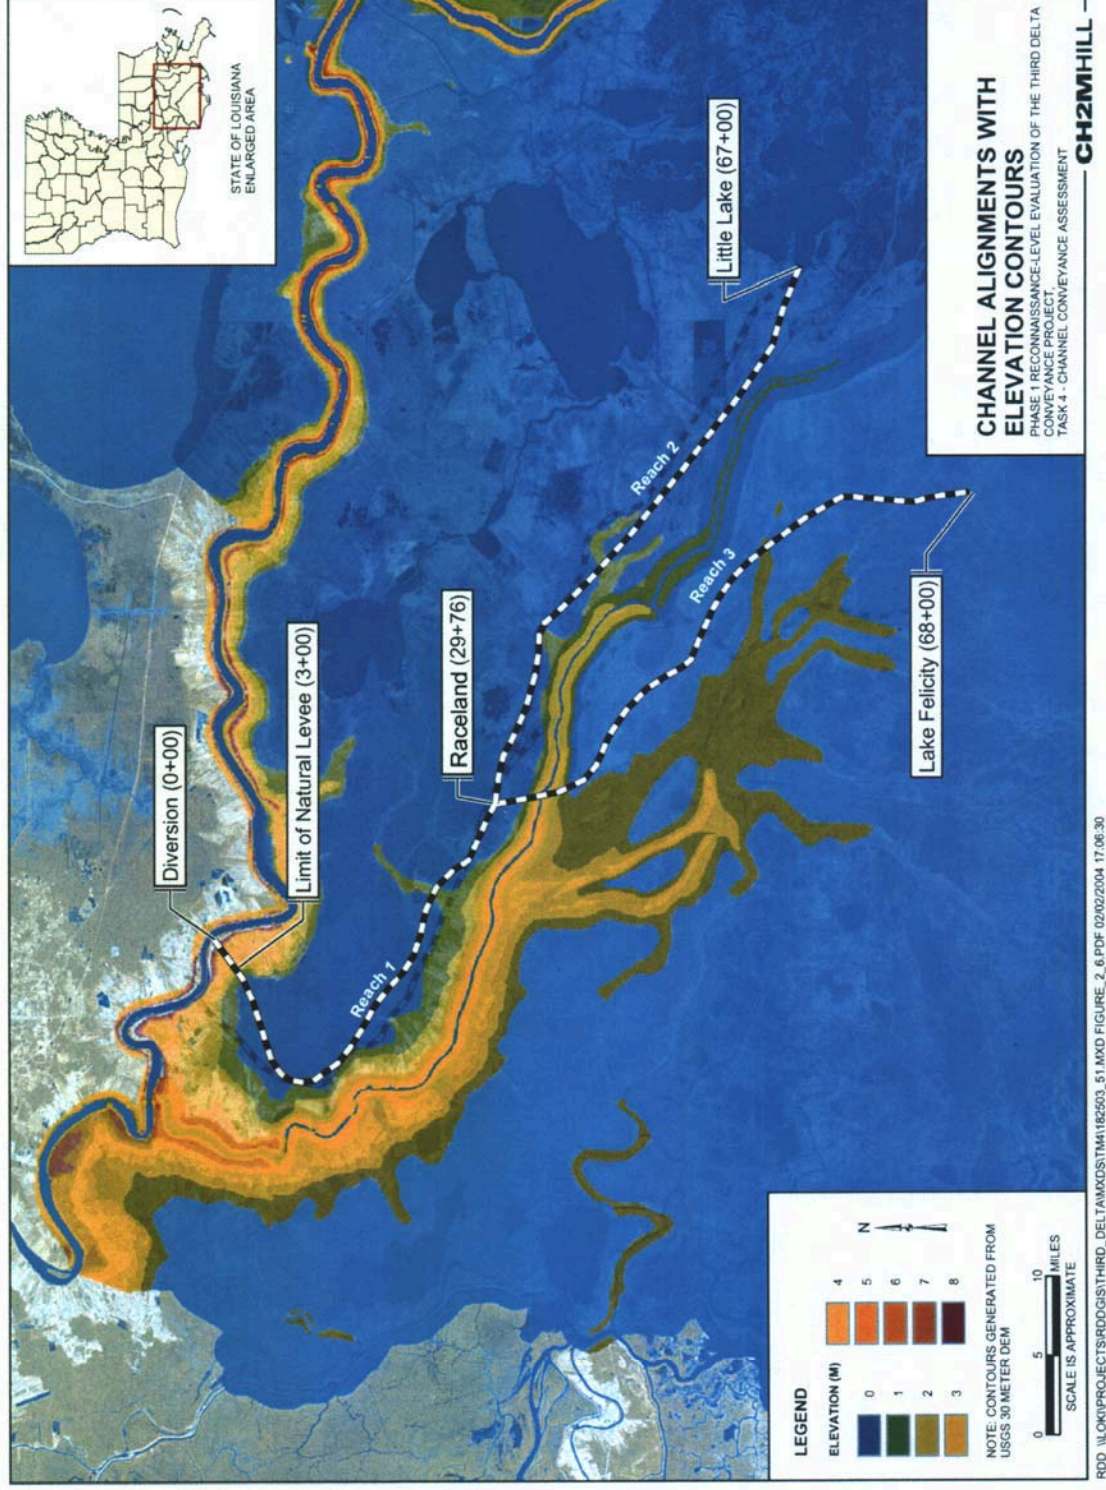 STATE OF LOUISIANA
ENLARGED AREA
Diversion (0+00)
Limit of Natural Levee (3+00)
Raceland (29+76)
Little Lake (67+00)
Lake Felicity (68+00)
Reach 1
Reach 2
Reach 3
LEGEND
ELEVATION (M)
0
1
2
3
4
5
6
7
8
N
NOTE: CONTOURS GENERATED FROM
USGS 30 METER DEM
0 5 10
MILES
SCALE IS APPROXIMATE
CHANNEL ALIGNMENTS WITH
ELEVATION CONTOURS
PHASE 1 RECONNAISSANCE-LEVEL EVALUATION OF THE THIRD DELTA
CONVEYANCE PROJECT,
TASK 4 - CHANNEL CONVEYANCE ASSESSMENT
CH2MHILL
RDD \\LOKI\PROJECTS\RDDGIS\THIRD_DELTA\MXDS\TM4\182503_51.MXD FIGURE_2_6.PDF 02/02/2004 17:06:30